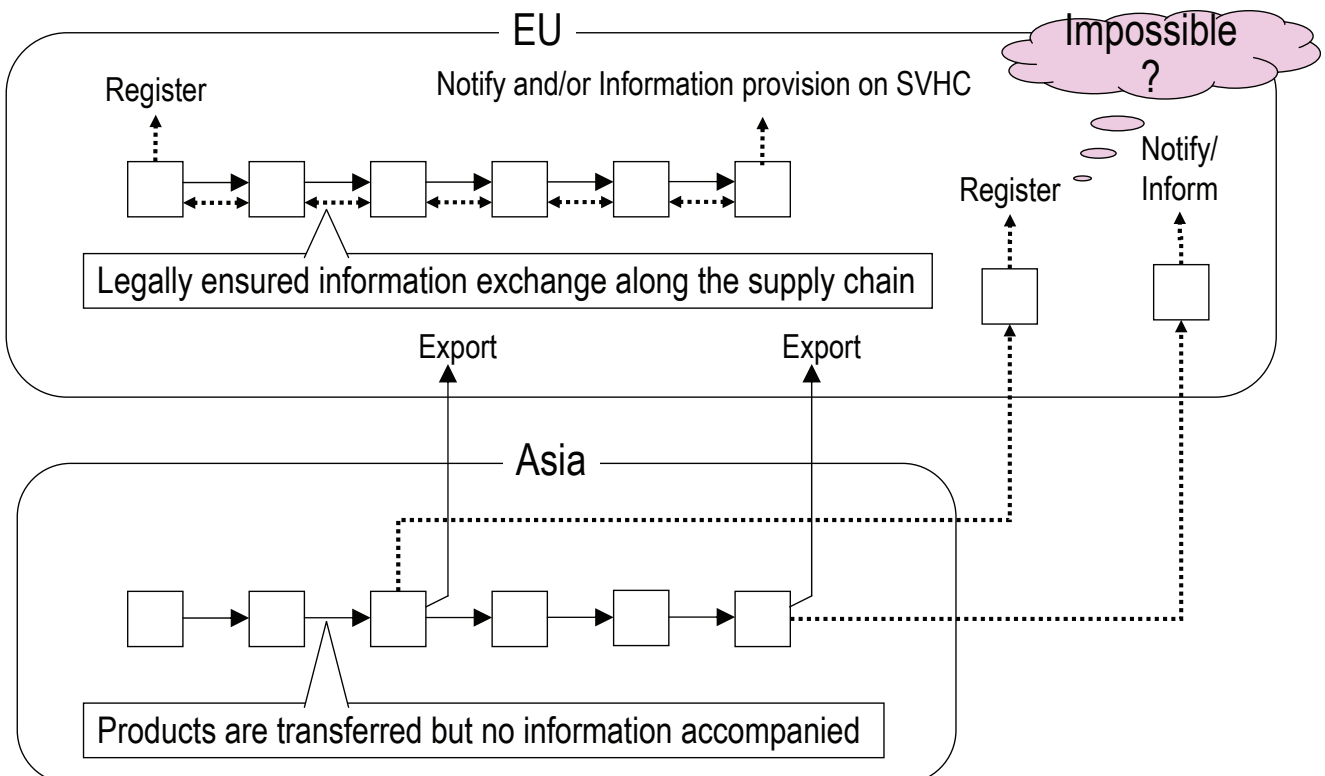 EU
Impossible
?
Register
Notify and/or Information provision on SVHC
Notify/
Inform
Register
Legally ensured information exchange along the supply chain
Export
Export
Asia
Products are transferred but no information accompanied